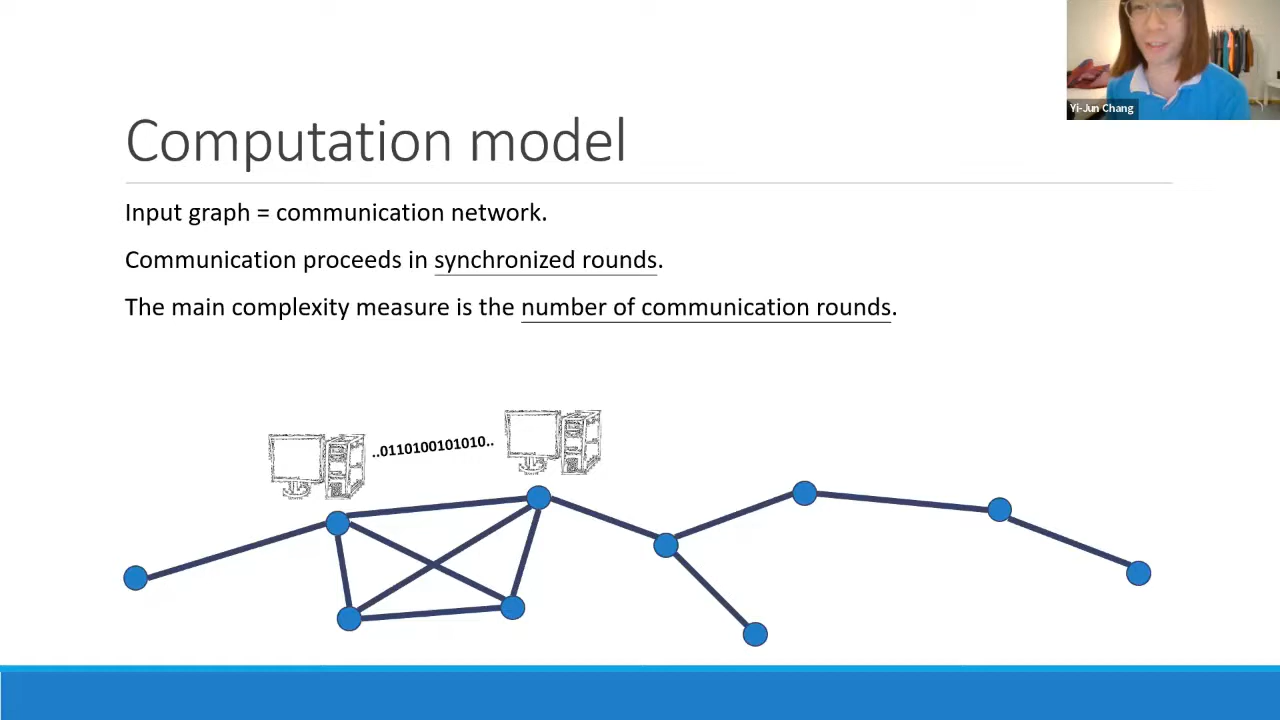 Yi-Jun Chang
Computation model
Input graph = communication network.
Communication proceeds in synchronized rounds.
The main complexity measure is the number of communication rounds.
..0110100101010..